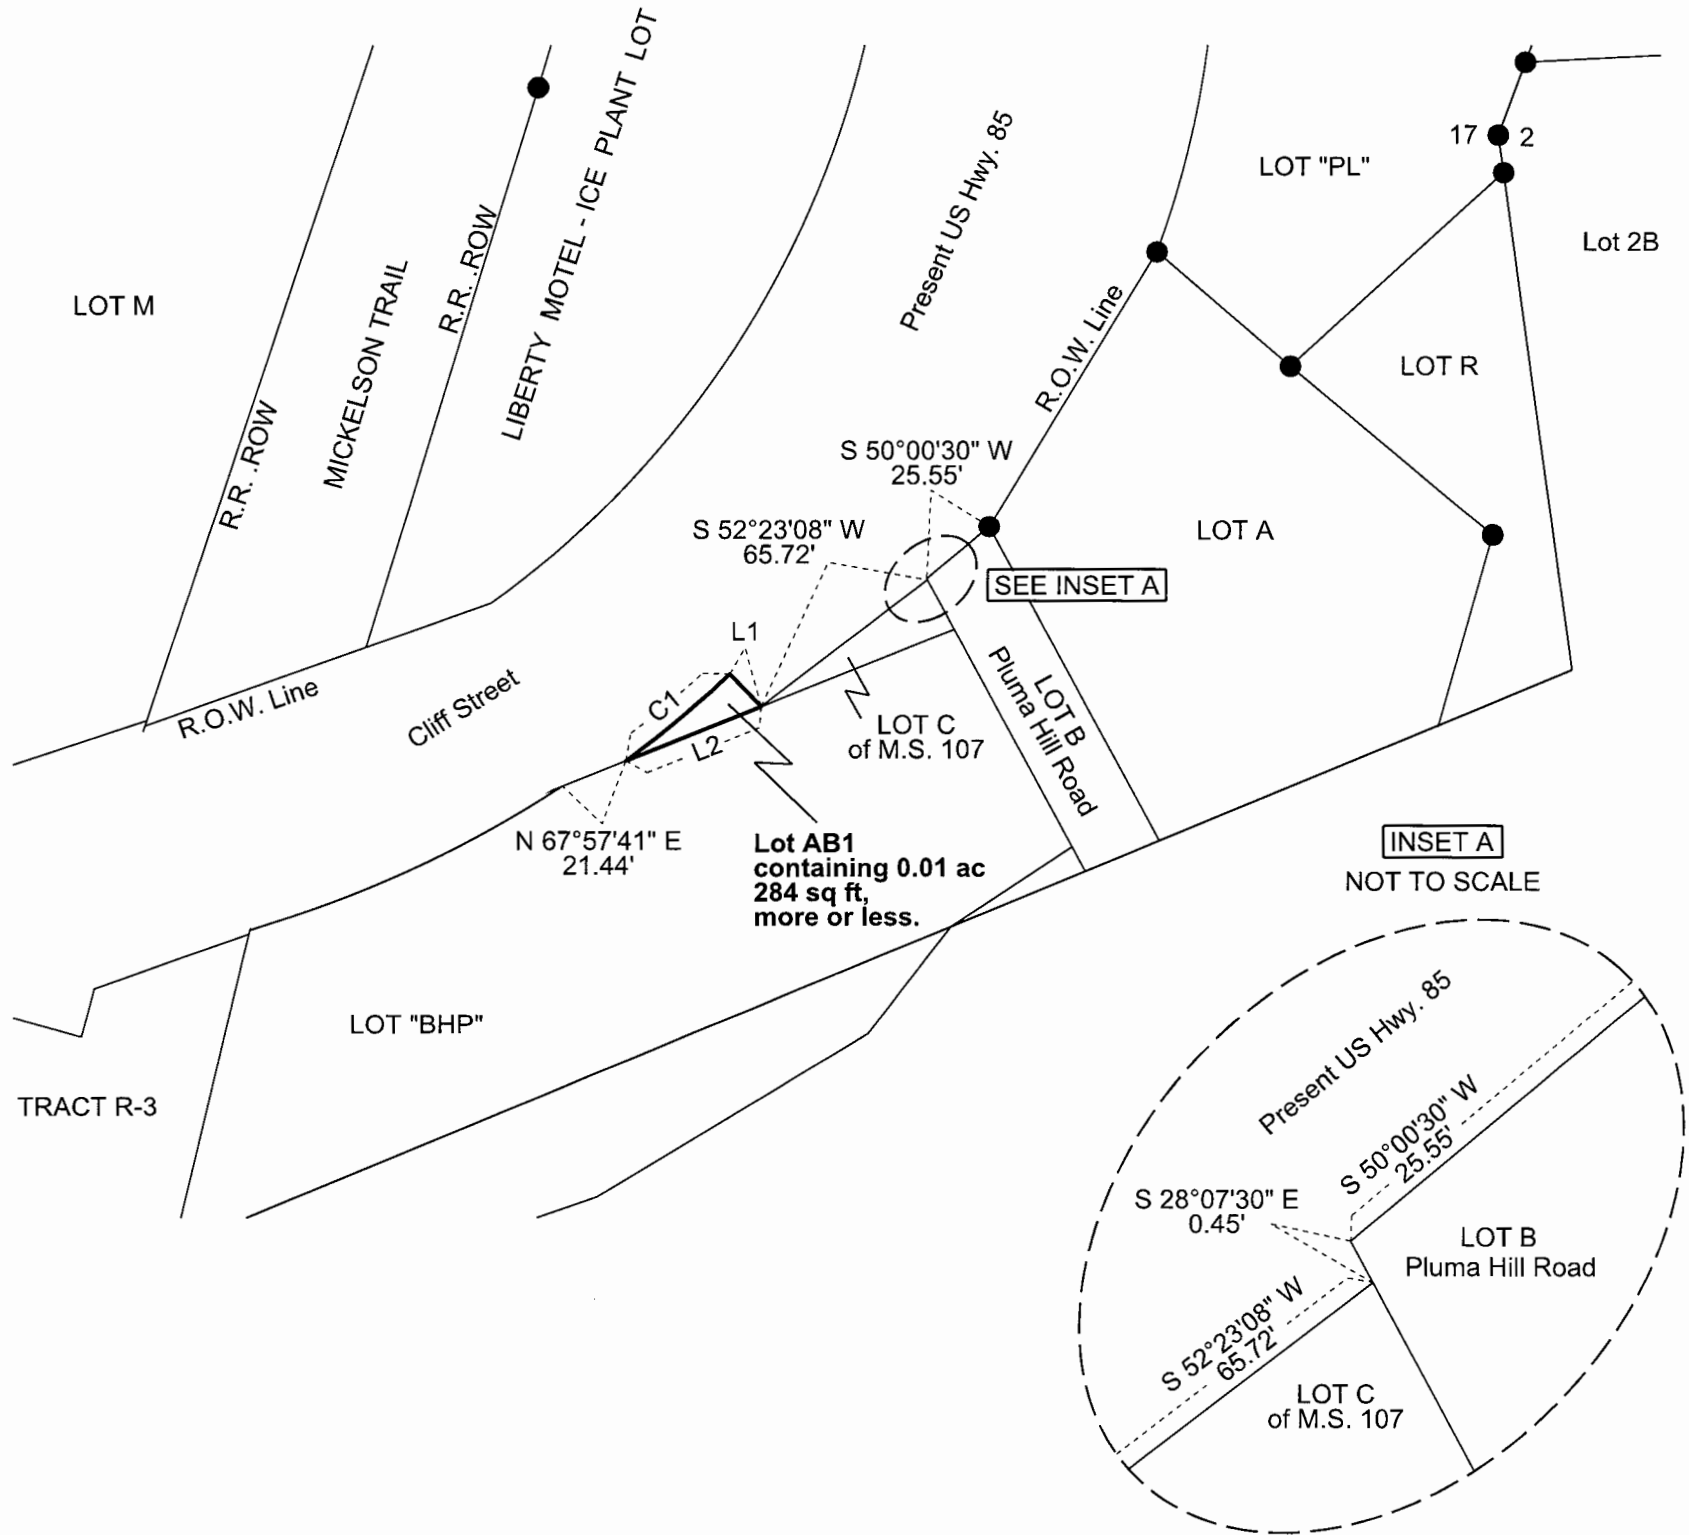 LOT M
R.R. .ROW
MICKELSON TRAIL
R.R. .ROW
LIBERTY MOTEL - ICE PLANT LOT
Present US Hwy. 85
R.O.W. Line
LOT "PL"
17
2
Lot 2B
LOT R
LOT A
S 50°00'30" W
25.55'
S 52°23'08" W
65.72'
SEE INSET A
L1
C1
L2
R.O.W. Line
Cliff Street
LOT C
of M.S. 107
LOT B
Pluma Hill Road
N 67°57'41" E
21.44'
Lot AB1
containing 0.01 ac
284 sq ft,
more or less.
LOT "BHP"
TRACT R-3
INSET A
NOT TO SCALE
Present US Hwy. 85
S 50°00'30" W
25.55'
S 28°07'30" E
0.45'
LOT B
Pluma Hill Road
S 52°23'08" W
65.72'
LOT C
of M.S. 107